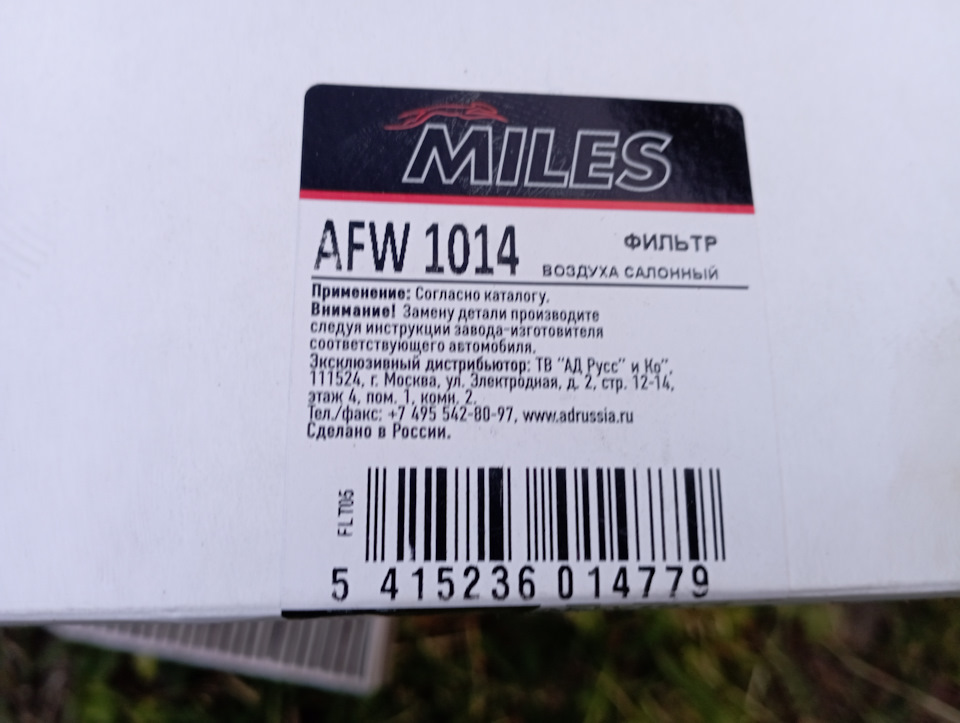 MILES
AFW 1014
ФИЛЬТР
ВОЗДУХА САЛОННЫЙ
Применение: Согласно каталогу.
Внимание! Замену детали производите
следуя инструкции завода-изготовителя
соответствующего автомобиля.
Эксклюзивный дистрибьютор: ТВ "АД Русс" и Ко",
111524, г. Москва, ул. Электродная, д. 2, стр. 12-14,
этаж 4, пом. 1, комн. 2.
Тел./факс: +7 495 542-80-97, www.adrussia.ru
Сделано в России.
FLT05
5 415236 014779